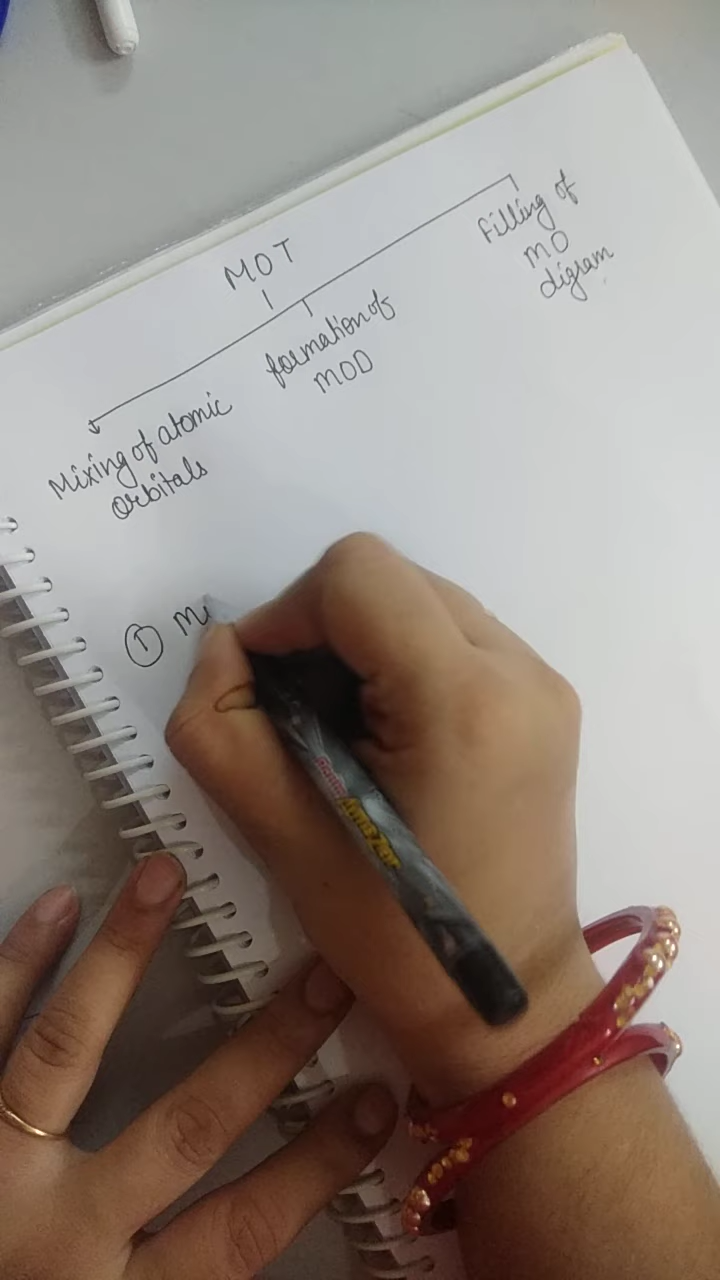 MOT
Mixing of atomic
orbitals
formation of
MOD
Filling of
MO
digram
①